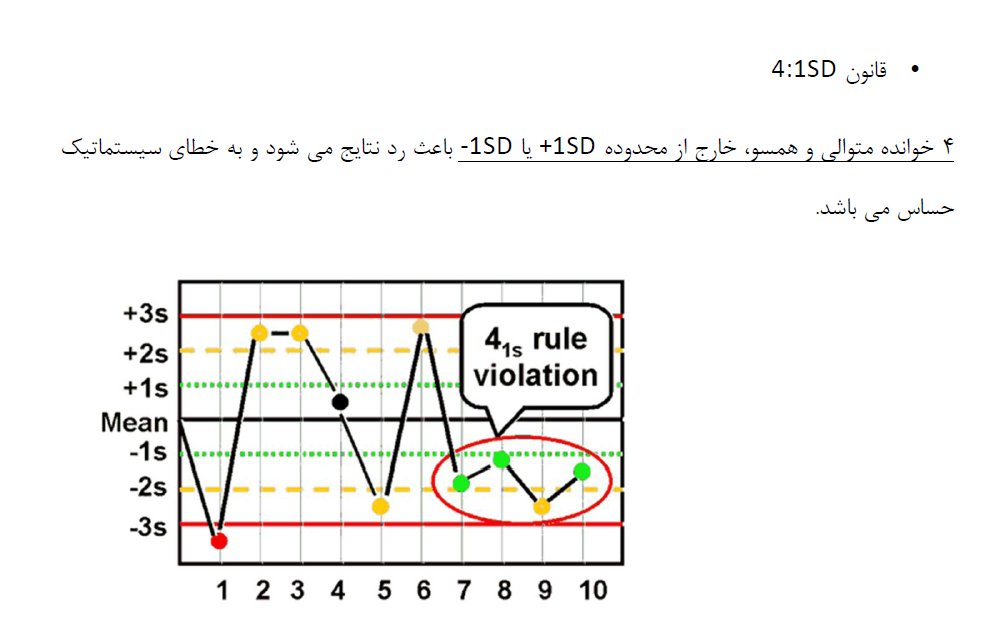 • قانون 4:1SD
۴ خوانده متوالی و همسو، خارج از محدوده 1SD+ یا 1SD- باعث رد نتایج می شود و به خطای سیستماتیک
حساس می باشد.
+3s
+2s
+1s
Mean
-1s
-2s
-3s
41s rule
violation
1 2 3 4 5 6 7 8 9 10